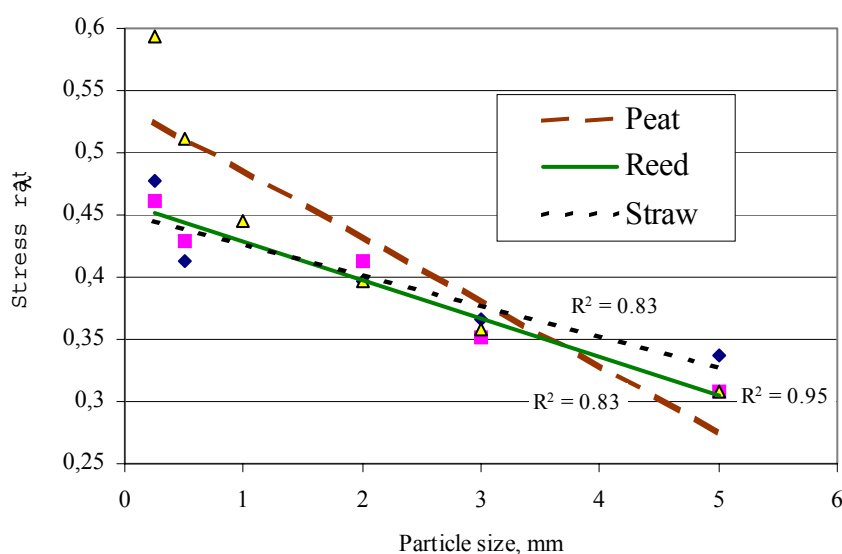 0,6
0,55
0,5
0,45
0,4
0,35
0,3
0,25
Stress
0 1 2 3 4 5 6
Particle size, mm
Peat
Reed
Straw
R² = 0.83
R² = 0.83
R² = 0.95